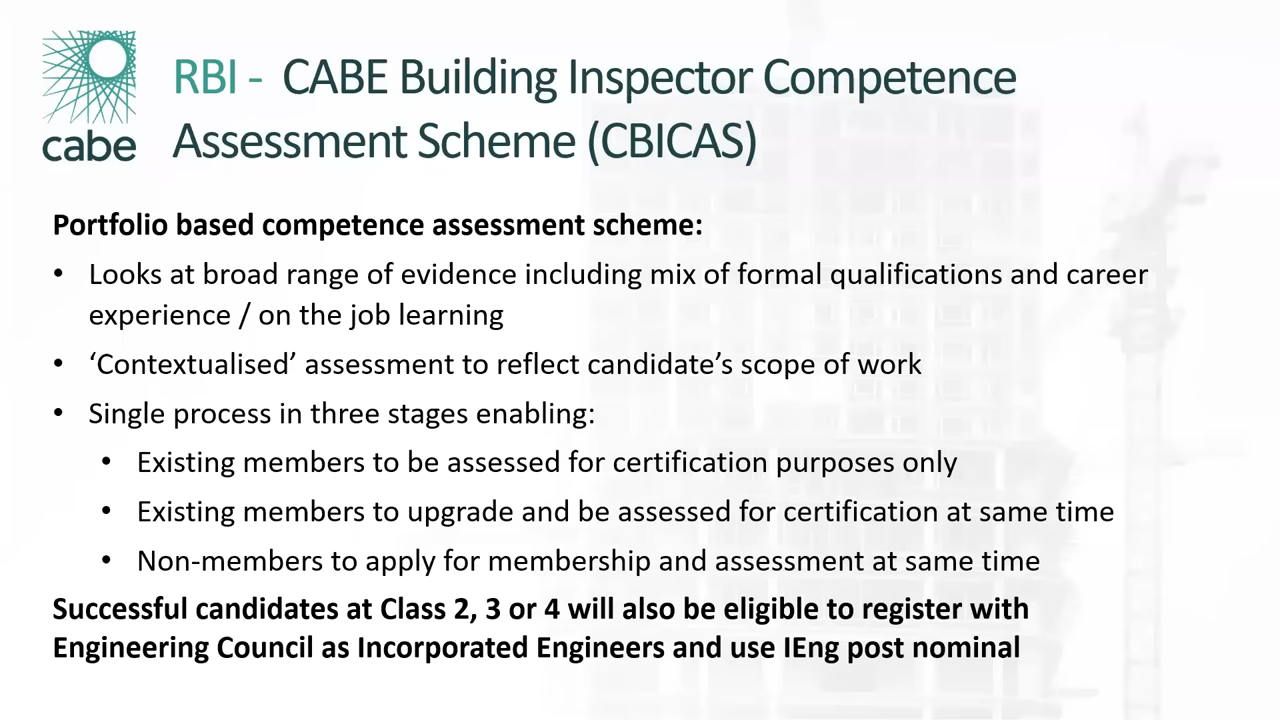 cabe
RBI - CABE Building Inspector Competence
Assessment Scheme (CBICAS)
Portfolio based competence assessment scheme:
• Looks at broad range of evidence including mix of formal qualifications and career
experience / on the job learning
• ‘Contextualised’ assessment to reflect candidate’s scope of work
• Single process in three stages enabling:
• Existing members to be assessed for certification purposes only
• Existing members to upgrade and be assessed for certification at same time
• Non-members to apply for membership and assessment at same time
Successful candidates at Class 2, 3 or 4 will also be eligible to register with
Engineering Council as Incorporated Engineers and use IEng post nominal